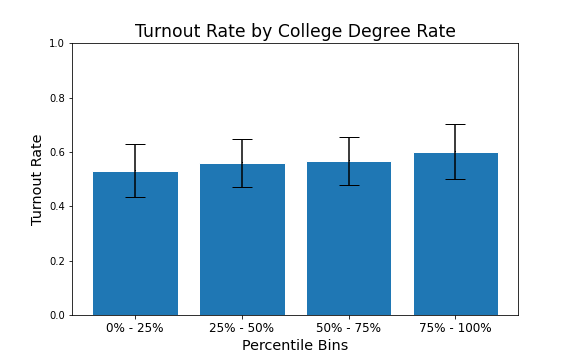 Turnout Rate by College Degree Rate
Turnout Rate
1.0
0.8
0.6
0.4
0.2
0.0
0% - 25%
25% - 50%
50% - 75%
75% - 100%
Percentile Bins